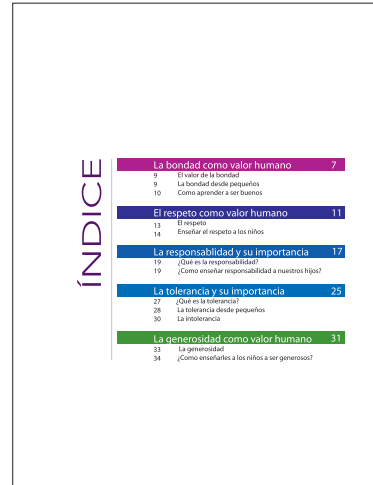 ÍNDICE
La bondad como valor humano 7
9 El valor de la bondad
9 La bondad desde pequeños
10 Como aprender a ser buenos
El respeto como valor humano 11
13 El respeto
14 Enseñar el respeto a los niños
La responsablidad y su importancia 17
19 ¿Qué es la responsabilidad?
19 ¿Como enseñar responsabilidad a nuestros hijos?
La tolerancia y su importancia 25
27 ¿Qué es la tolerancia?
28 La tolerancia desde pequeños
30 La intolerancia
La generosidad como valor humano 31
33 La generosidad
34 ¿Como enseñarles a los niños a ser generosos?